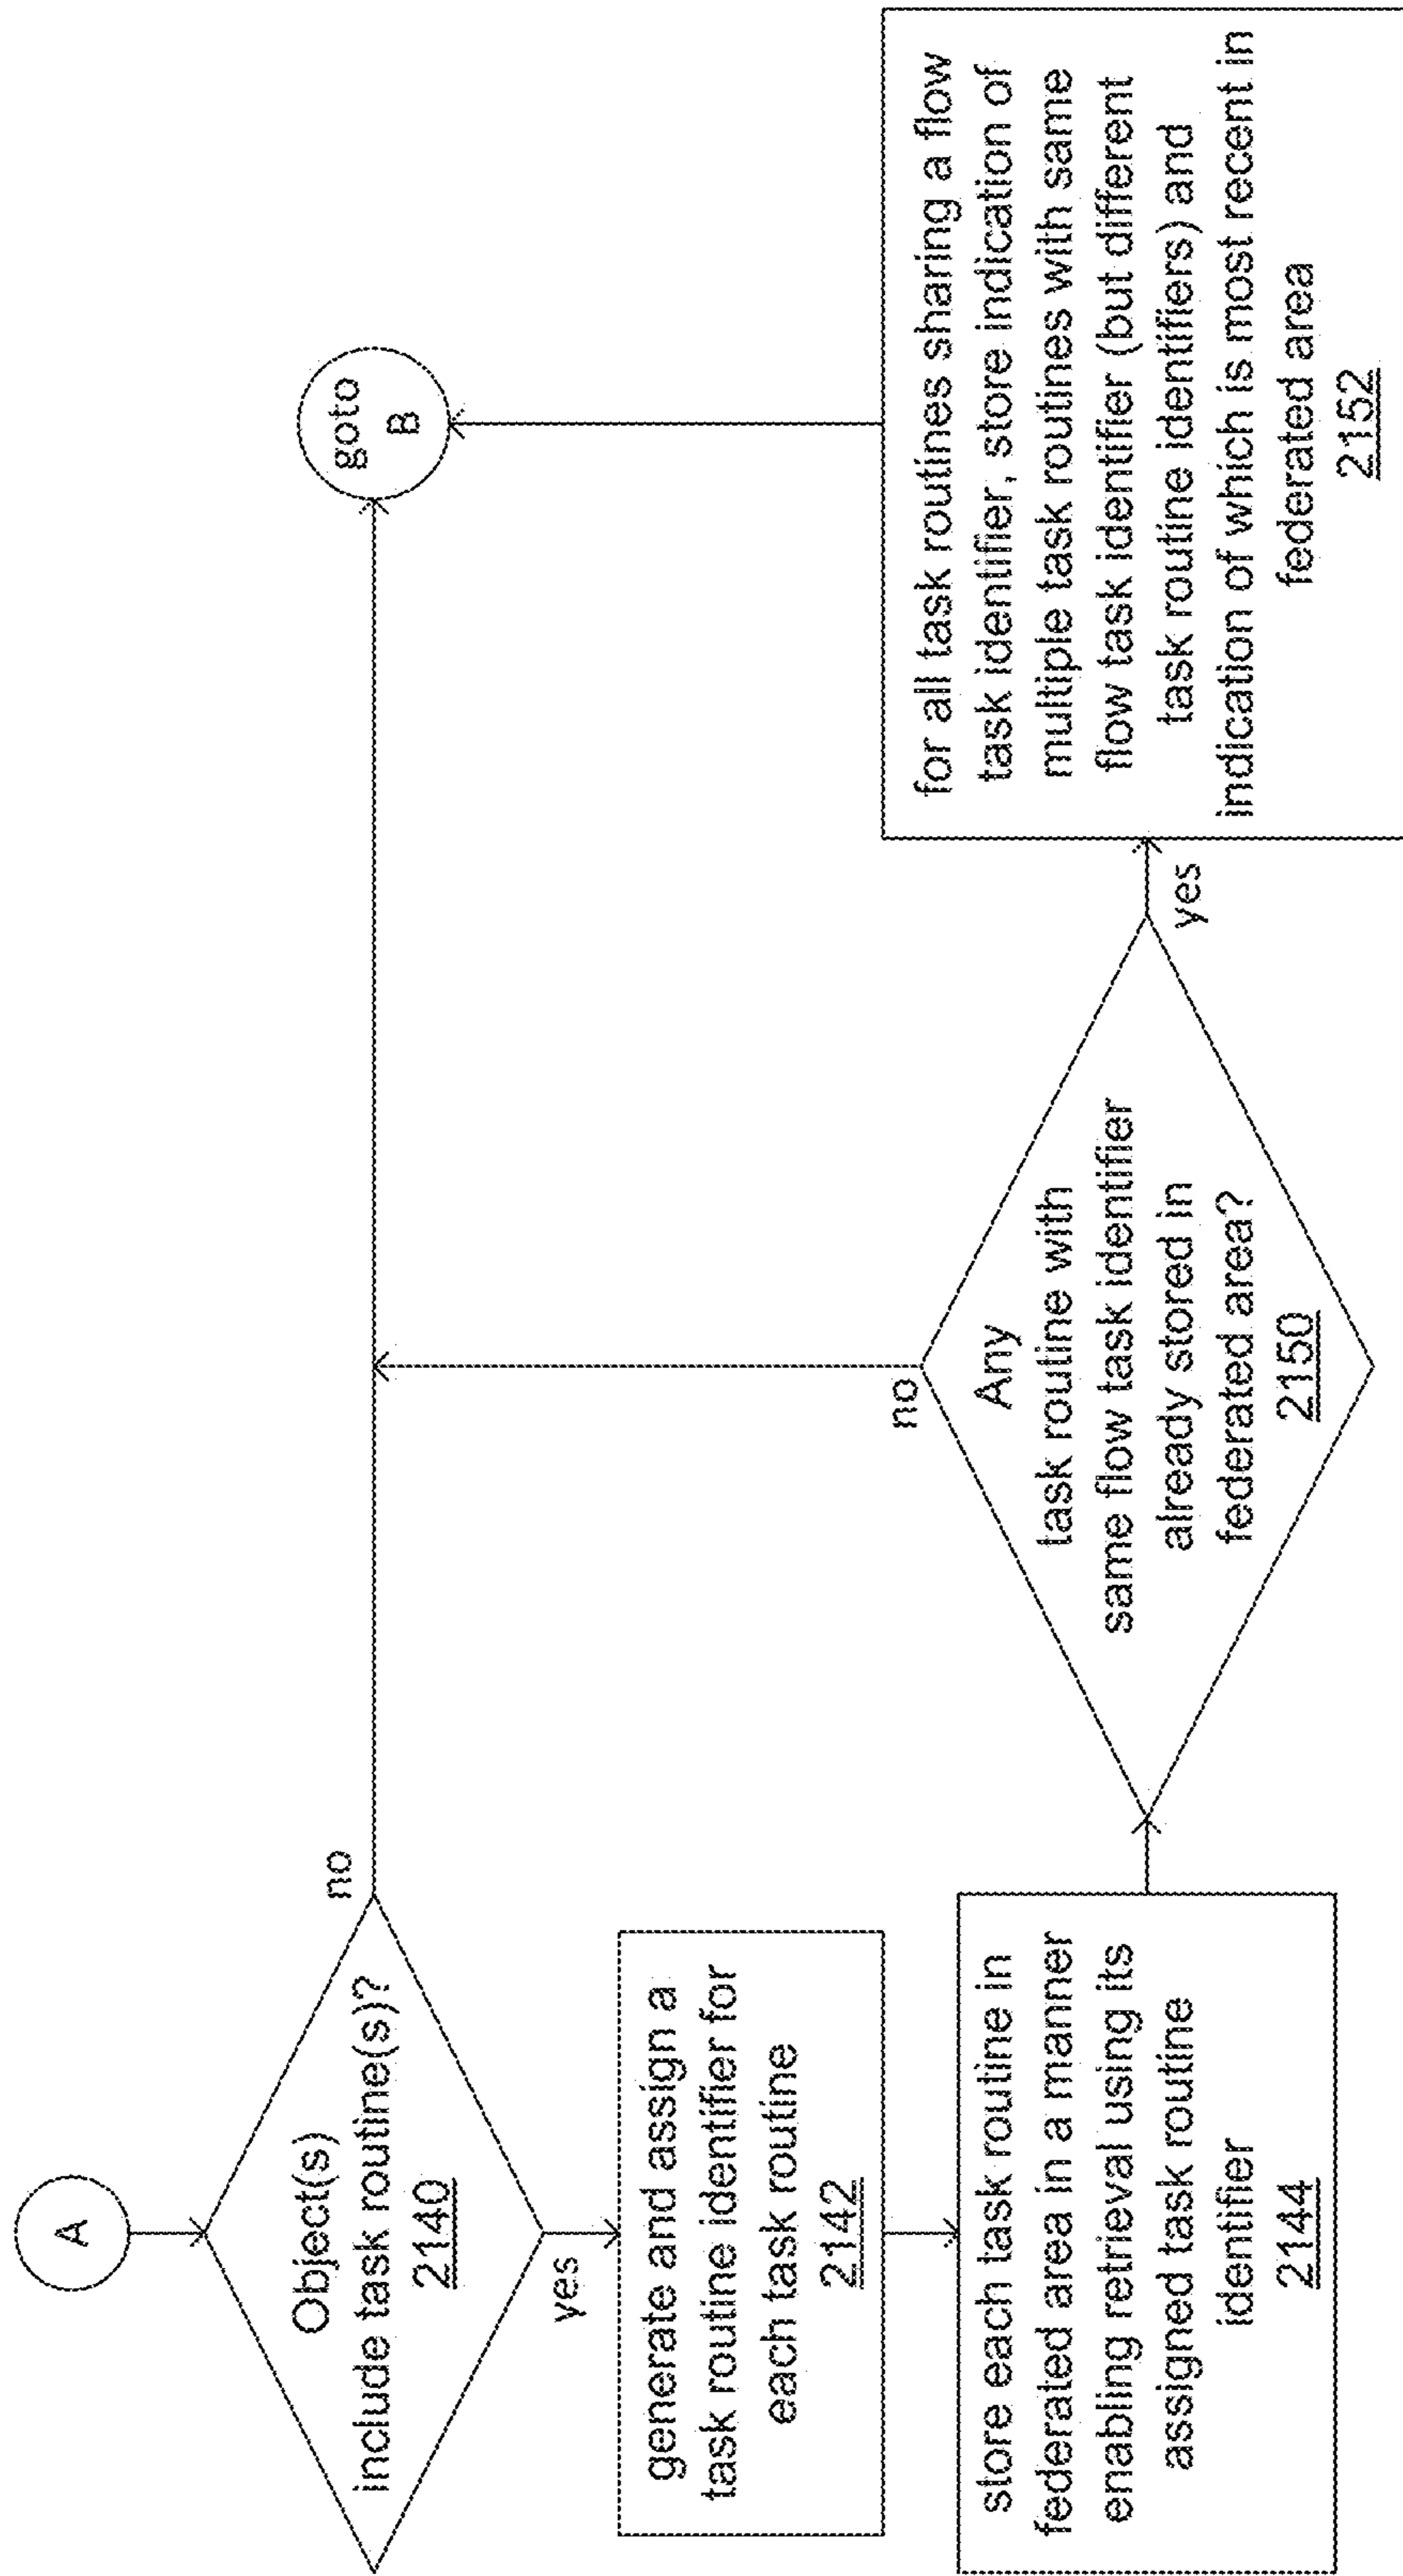 A
Object(s)
include task routine(s)?
2140
no
yes
generate and assign a
task routine identifier for
each task routine
2142
store each task routine in
federated area in a manner
enabling retrieval using its
assigned task routine
identifier
2144
Any
task routine with
same flow task identifier
already stored in
federated area?
2150
no
yes
for all task routines sharing a flow
task identifier, store indication of
multiple task routines with same
flow task identifier (but different
task routine identifiers) and
indication of which is most recent in
federated area
2152
goto
B